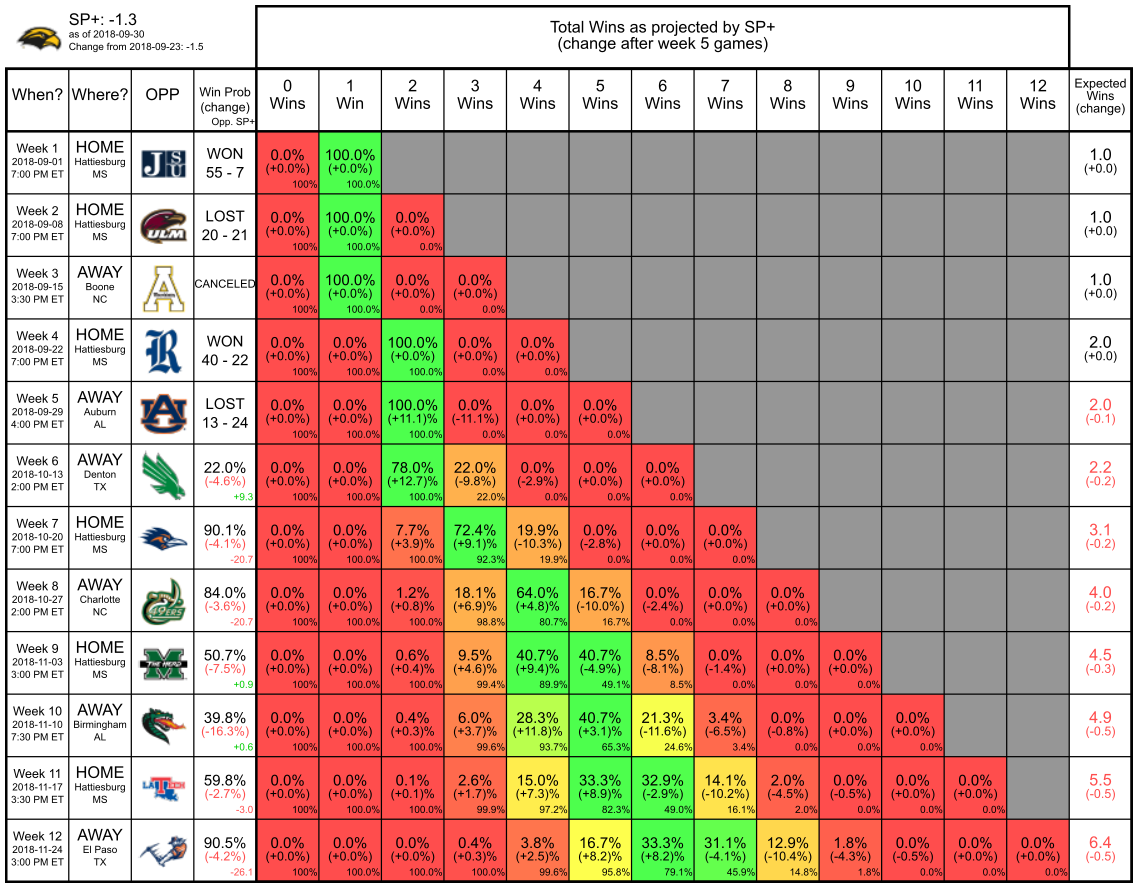 SP+: -1.3
as of 2018-09-30
Change from 2018-09-23: -1.5
Total Wins as projected by SP+
(change after week 5 games)
When? Where? OPP Win Prob (change) Opp. SP+ 0 Wins 1 Win 2 Wins 3 Wins 4 Wins 5 Wins 6 Wins 7 Wins 8 Wins 9 Wins 10 Wins 11 Wins 12 Wins Expected Wins (change)
Week 1 HOME JSU WON 0.0% 100.0% 1.0
2018-09-01 Hattiesburg 55 - 7 (+0.0%) (+0.0%) (+0.0)
7:00 PM ET MS 100% 100.0%
Week 2 HOME ULM LOST 0.0% 100.0% 0.0% 1.0
2018-09-08 Hattiesburg 20 - 21 (+0.0%) (+0.0%) (+0.0%) (+0.0)
7:00 PM ET MS 100% 100.0% 0.0%
Week 3 AWAY A CANCELED 0.0% 100.0% 0.0% 0.0% 1.0
2018-09-15 Boone (+0.0%) (+0.0%) (+0.0%) (+0.0%) (+0.0)
3:30 PM ET NC 100% 100.0% 0.0% 0.0%
Week 4 HOME R WON 0.0% 0.0% 100.0% 0.0% 0.0% 2.0
2018-09-22 Hattiesburg 40 - 22 (+0.0%) (+0.0%) (+0.0%) (+0.0%) (+0.0%) (+0.0)
7:00 PM ET MS 100% 100.0% 100.0% 0.0% 0.0%
Week 5 AWAY AU LOST 0.0% 0.0% 100.0% 0.0% 0.0% 0.0% 2.0
2018-09-29 Auburn 13 - 24 (+0.0%) (+0.0%) (+11.1)% (-11.1%) (+0.0%) (+0.0%) (-0.1)
4:00 PM ET AL 100% 100.0% 100.0% 0.0% 0.0% 0.0%
Week 6 AWAY 22.0% 0.0% 0.0% 78.0% 22.0% 0.0% 0.0% 0.0% 2.2
2018-10-13 Denton (-4.6%) (+0.0%) (+0.0%) (+12.7)% (-9.8%) (-2.9%) (+0.0%) (+0.0%) (-0.2)
2:00 PM ET TX +9.3 100% 100.0% 100.0% 22.0% 0.0% 0.0% 0.0%
Week 7 HOME 90.1% 0.0% 0.0% 7.7% 72.4% 19.9% 0.0% 0.0% 0.0% 3.1
2018-10-20 Hattiesburg (-4.1%) (+0.0%) (+0.0%) (+3.9)% (+9.1)% (-10.3%) (-2.8%) (+0.0%) (+0.0%) (-0.2)
7:00 PM ET MS -20.7 100% 100.0% 100.0% 92.3% 19.9% 0.0% 0.0% 0.0%
Week 8 AWAY 49ERS 84.0% 0.0% 0.0% 1.2% 18.1% 64.0% 16.7% 0.0% 0.0% 0.0% 4.0
2018-10-27 Charlotte (-3.6%) (+0.0%) (+0.0%) (+0.8)% (+6.9)% (+4.8)% (-10.0%) (-2.4%) (+0.0%) (+0.0%) (-0.2)
2:00 PM ET NC -20.7 100% 100.0% 100.0% 98.8% 80.7% 16.7% 0.0% 0.0% 0.0%
Week 9 HOME M THE HERD 50.7% 0.0% 0.0% 0.6% 9.5% 40.7% 40.7% 8.5% 0.0% 0.0% 0.0% 4.5
2018-11-03 Hattiesburg (-7.5%) (+0.0%) (+0.0%) (+0.4)% (+4.6)% (+9.4)% (-4.9%) (-8.1%) (-1.4%) (+0.0%) (+0.0%) (-0.3)
3:00 PM ET MS +0.9 100% 100.0% 100.0% 99.4% 89.9% 49.1% 8.5% 0.0% 0.0% 0.0%
Week 10 AWAY 39.8% 0.0% 0.0% 0.4% 6.0% 28.3% 40.7% 21.3% 3.4% 0.0% 0.0% 0.0% 4.9
2018-11-10 Birmingham (-16.3%) (+0.0%) (+0.0%) (+0.3)% (+3.7)% (+11.8)% (+3.1)% (-11.6%) (-6.5%) (-0.8%) (+0.0%) (+0.0%) (-0.5)
7:30 PM ET AL +0.6 100% 100.0% 100.0% 99.6% 93.7% 65.3% 24.6% 3.4% 0.0% 0.0% 0.0%
Week 11 HOME LA TECH 59.8% 0.0% 0.0% 0.1% 2.6% 15.0% 33.3% 32.9% 14.1% 2.0% 0.0% 0.0% 0.0% 5.5
2018-11-17 Hattiesburg (-2.7%) (+0.0%) (+0.0%) (+0.1)% (+1.7)% (+7.3)% (+8.9)% (-2.9%) (-10.2%) (-4.5%) (-0.5%) (+0.0%) (+0.0%) (-0.5)
3:30 PM ET MS -3.0 100% 100.0% 100.0% 99.9% 97.2% 82.3% 49.0% 16.1% 2.0% 0.0% 0.0% 0.0%
Week 12 AWAY 90.5% 0.0% 0.0% 0.0% 0.4% 3.8% 16.7% 33.3% 31.1% 12.9% 1.8% 0.0% 0.0% 0.0% 6.4
2018-11-24 El Paso (-4.2%) (+0.0%) (+0.0%) (+0.0%) (+0.3)% (+2.5)% (+8.2)% (+8.2)% (-4.1%) (-10.4%) (-4.3%) (-0.5%) (+0.0%) (+0.0%) (-0.5)
3:00 PM ET TX -26.1 100% 100.0% 100.0% 100.0% 99.6% 95.8% 79.1% 45.9% 14.8% 1.8% 0.0% 0.0% 0.0%